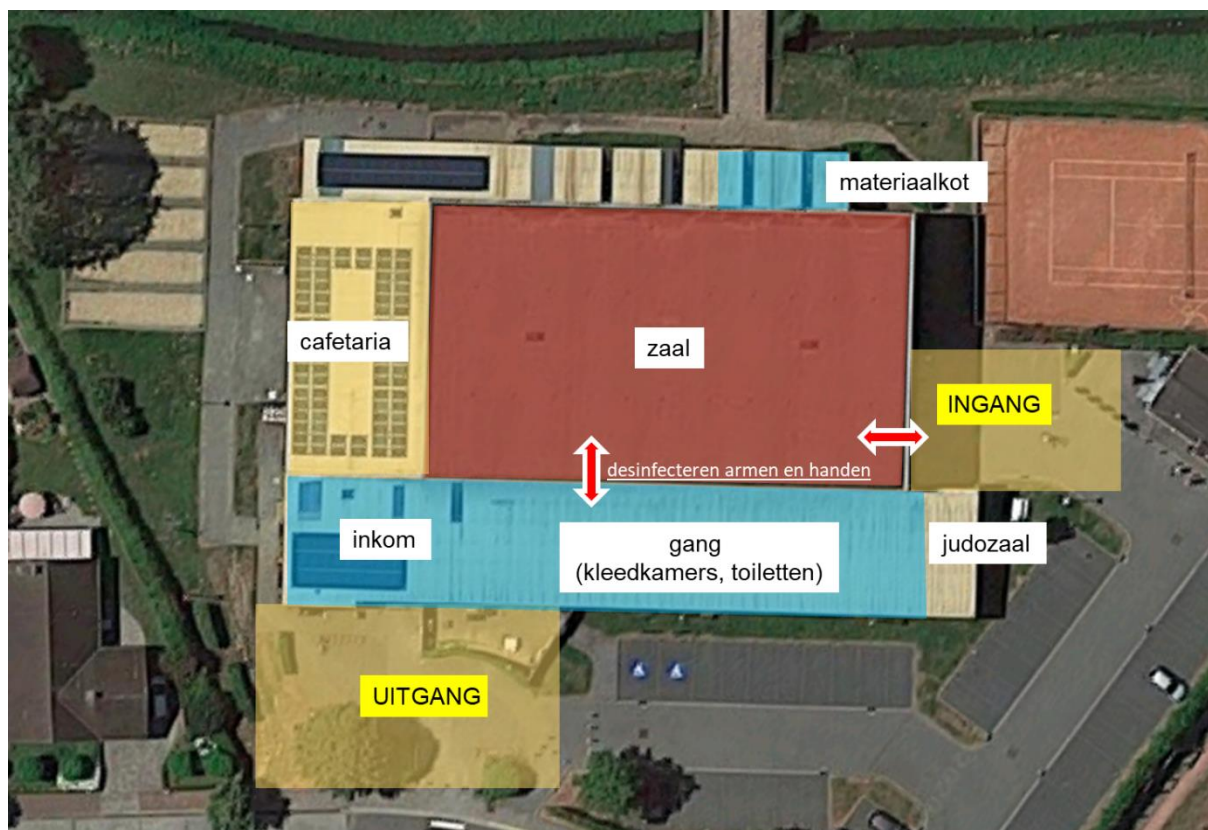 materiaalkot
cafetaria
zaal
INGANG
desinfecteren armen en handen
inkom
gang
(kleedkamers, toiletten)
judozaal
UITGANG